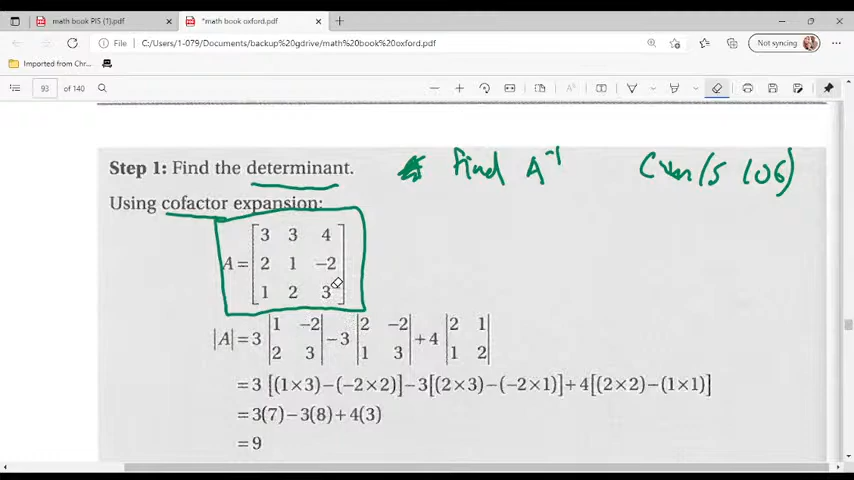 math book PIS (1).pdf
*math book oxford.pdf
File C:/Users/1-079/Documents/backup%20gdrive/math%20book%20oxford.pdf
Not syncing
Imported from Chr...
93 of 140
Step 1: Find the determinant.
Find A⁻¹
106)
Using cofactor expansion:
A = [3 3 4
2 1 −2
1 2 3]
|A| = 3 |1 −2; 2 3| − 3 |2 −2; 1 3| + 4 |2 1; 1 2|
= 3 [(1×3) − (−2×2)] − 3[(2×3) − (−2×1)] + 4[(2×2) − (1×1)]
= 3(7) − 3(8) + 4(3)
= 9